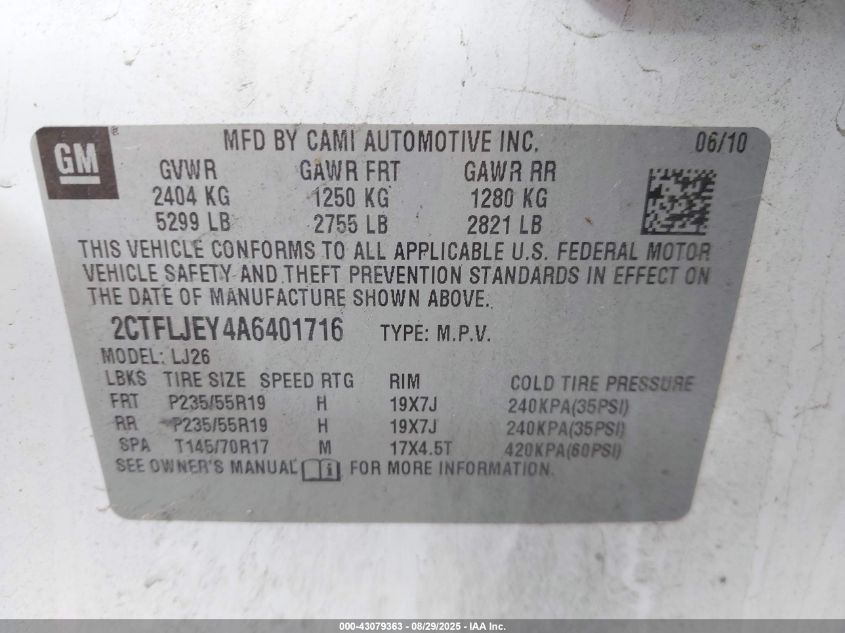 GM
MFD BY CAMI AUTOMOTIVE INC. 06/10
GVWR GAWR FRT GAWR RR
2404 KG 1250 KG 1280 KG
5299 LB 2755 LB 2821 LB
THIS VEHICLE CONFORMS TO ALL APPLICABLE U.S. FEDERAL MOTOR
VEHICLE SAFETY AND THEFT PREVENTION STANDARDS IN EFFECT ON
THE DATE OF MANUFACTURE SHOWN ABOVE.
2CTFLJEY4A6401716 TYPE: M.P.V.
MODEL: LJ26
LBKS TIRE SIZE SPEED RTG RIM COLD TIRE PRESSURE
FRT P235/55R19 H 19X7J 240KPA(35PSI)
RR P235/55R19 H 19X7J 240KPA(35PSI)
SPA T145/70R17 M 17X4.5T 420KPA(60PSI)
SEE OWNER'S MANUAL FOR MORE INFORMATION.
000-43079363 - 08/29/2025 - IAA Inc.